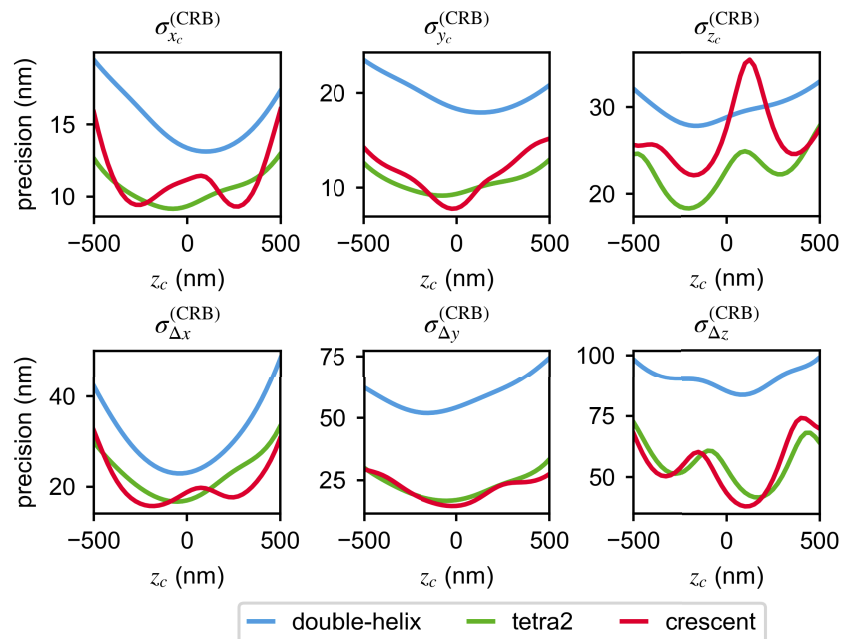 σ_{x_c}^{(CRB)} σ_{y_c}^{(CRB)} σ_{z_c}^{(CRB)}
precision (nm)
15
10
20
10
30
20
−500 0 500 −500 0 500 −500 0 500
z_c (nm) z_c (nm) z_c (nm)
σ_{Δx}^{(CRB)} σ_{Δy}^{(CRB)} σ_{Δz}^{(CRB)}
precision (nm)
40
20
75
50
25
100
75
50
−500 0 500 −500 0 500 −500 0 500
z_c (nm) z_c (nm) z_c (nm)
double-helix tetra2 crescent